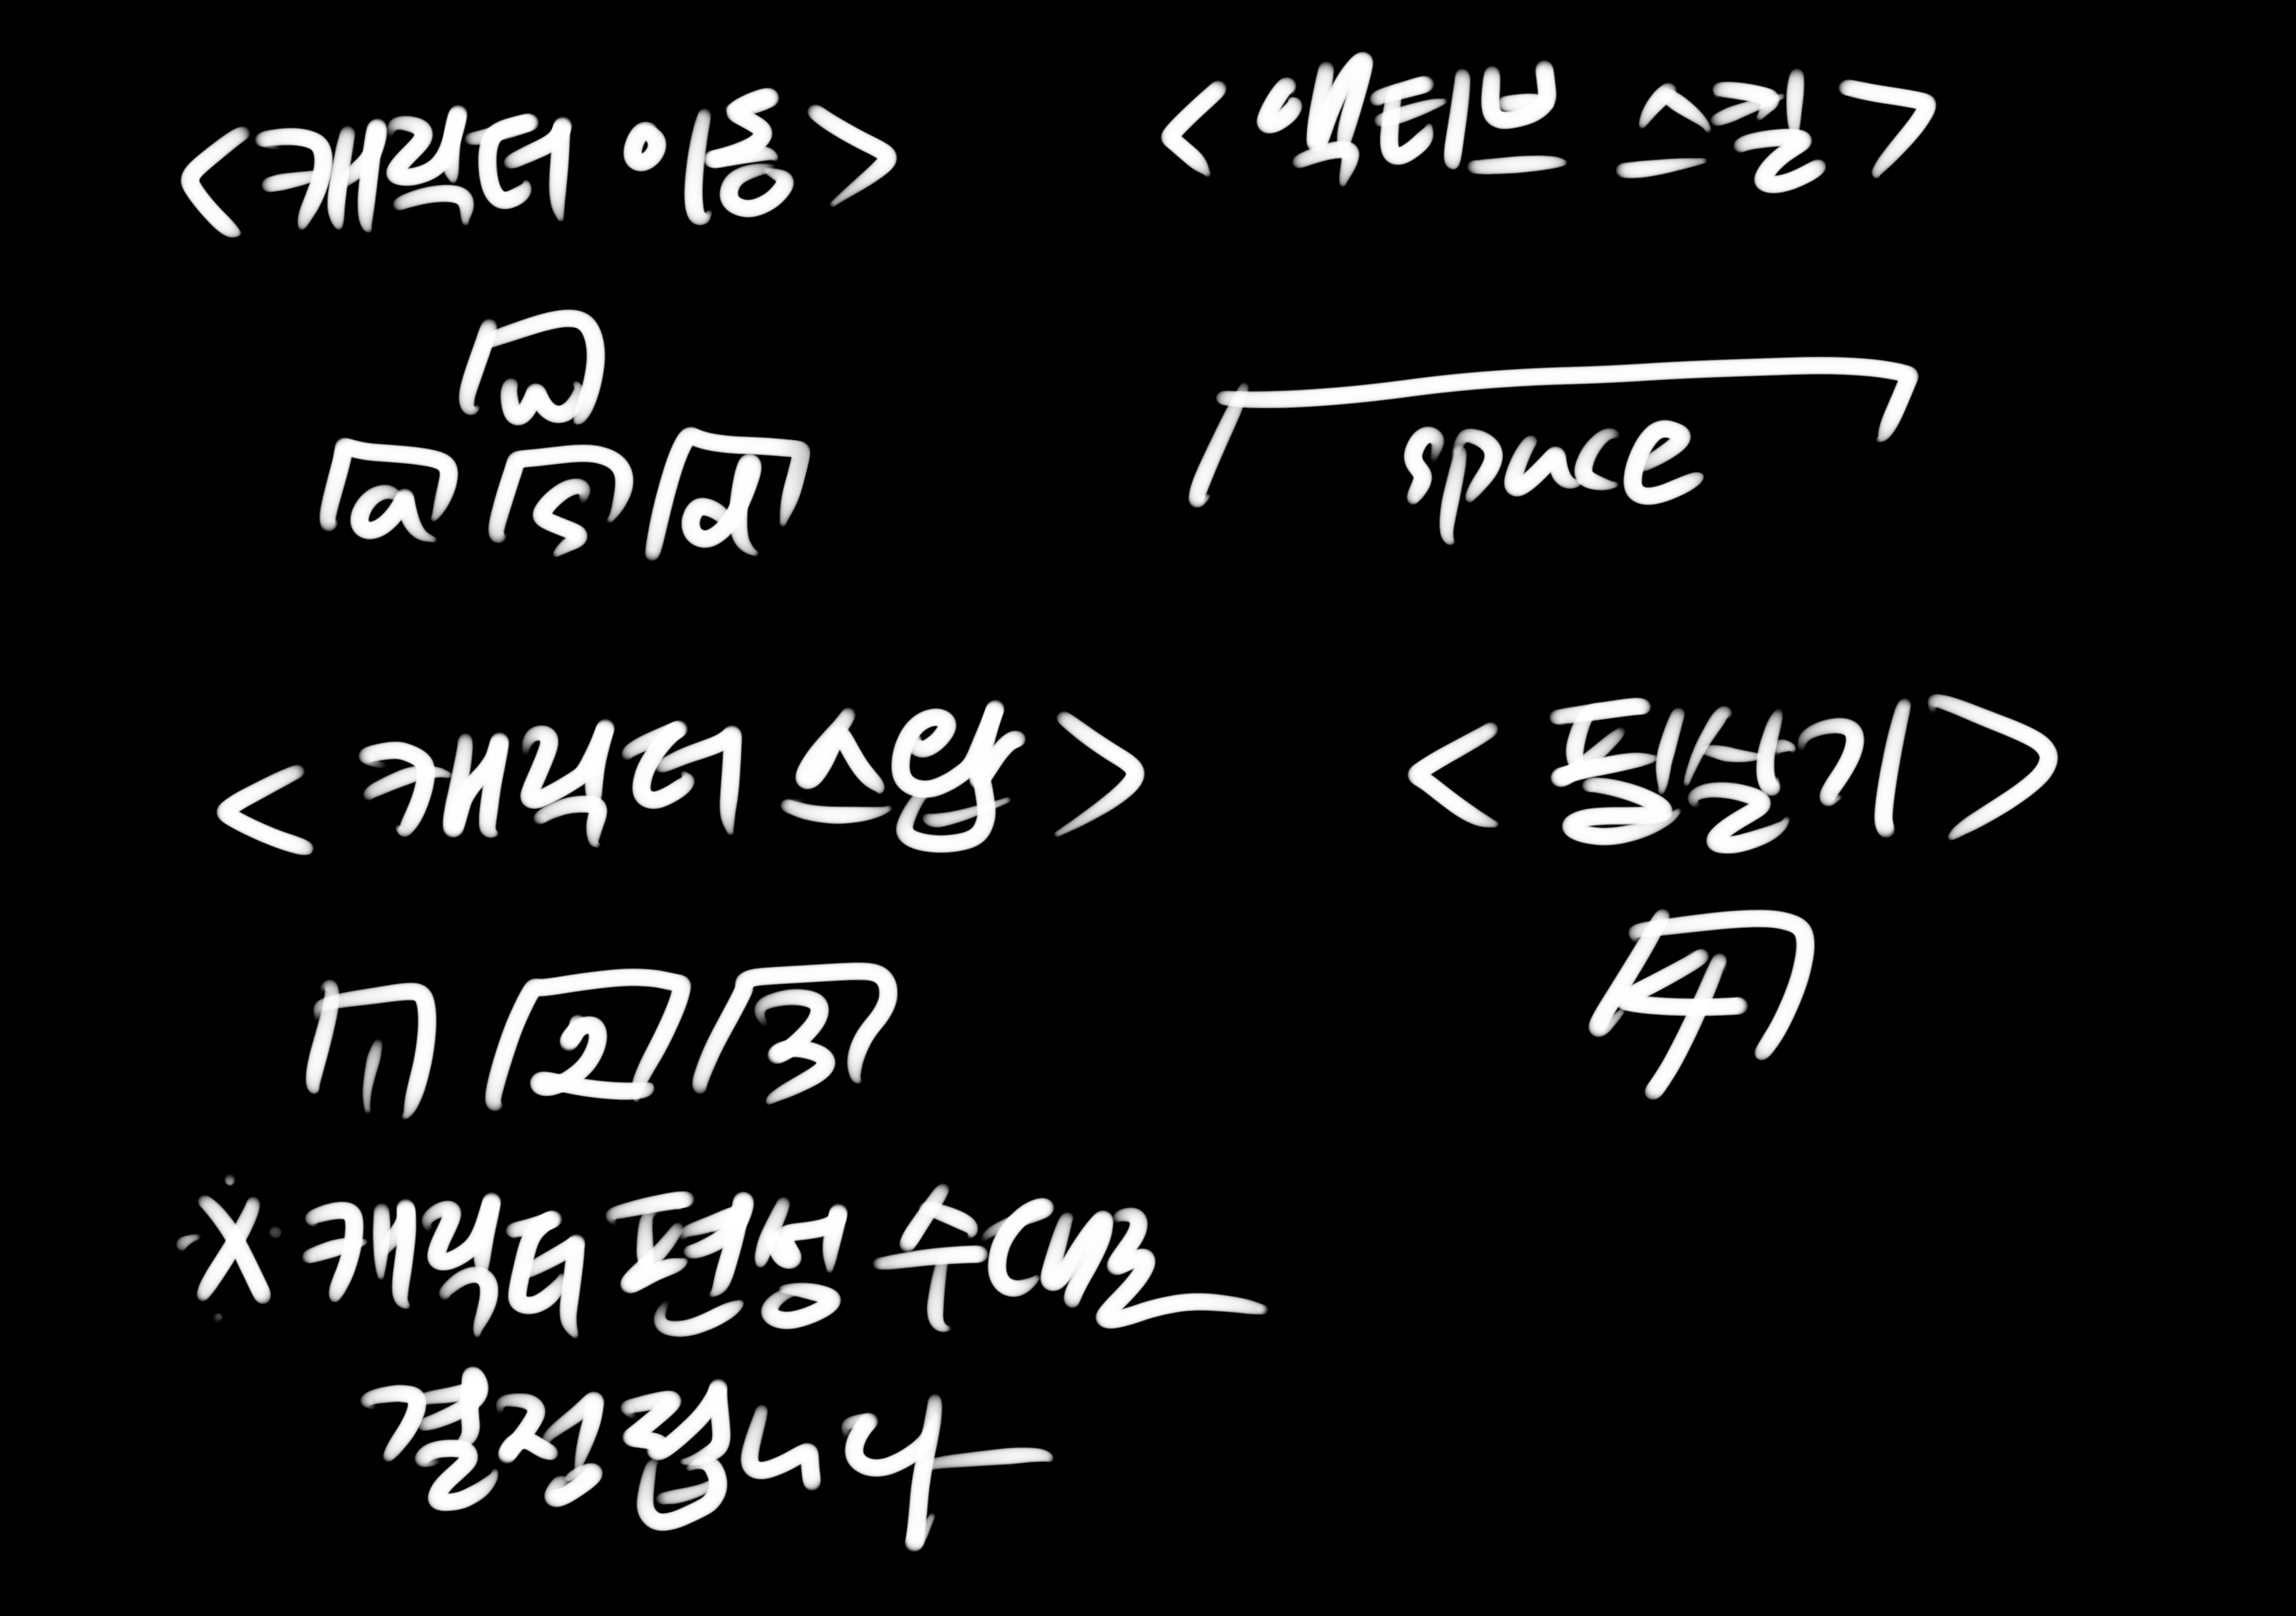 <캐릭터 이동>
<액티브 스킬>
w
a s d
space
<캐릭터 스왑>
<필살기>
1 2 3
4
※캐릭터 편성 수대로
결정됩니다